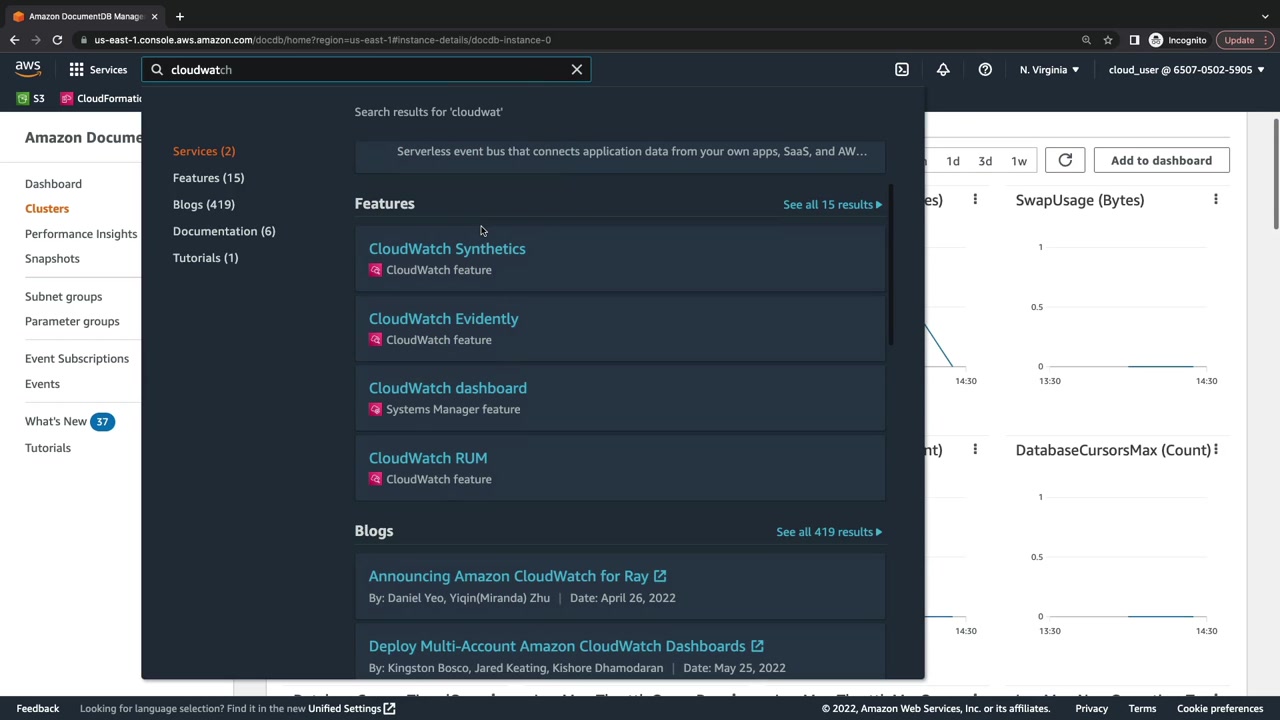 Amazon DocumentDB Manage
us-east-1.console.aws.amazon.com/docdb/home?region=us-east-1#instance-details/docdb-instance-0
Incognito
Update
aws
Services
cloudwatch
N. Virginia
cloud_user @ 6507-0502-5905
S3
CloudFormatic
Amazon Docume
Dashboard
Clusters
Performance Insights
Snapshots
Subnet groups
Parameter groups
Event Subscriptions
Events
What's New 37
Tutorials
Search results for 'cloudwat'
Services (2)
Features (15)
Blogs (419)
Documentation (6)
Tutorials (1)
Serverless event bus that connects application data from your own apps, SaaS, and AW...
Features
See all 15 results
CloudWatch Synthetics
CloudWatch feature
CloudWatch Evidently
CloudWatch feature
CloudWatch dashboard
Systems Manager feature
CloudWatch RUM
CloudWatch feature
Blogs
See all 419 results
Announcing Amazon CloudWatch for Ray
By: Daniel Yeo, Yiqin(Miranda) Zhu | Date: April 26, 2022
Deploy Multi-Account Amazon CloudWatch Dashboards
By: Kingston Bosco, Jared Keating, Kishore Dhamodaran | Date: May 25, 2022
1d 3d 1w
Add to dashboard
es)
SwapUsage (Bytes)
1
0.5
0
14:30
13:30
14:30
nt)
DatabaseCursorsMax (Count)
1
0.5
0
14:30
13:30
14:30
Feedback
Looking for language selection? Find it in the new Unified Settings
© 2022, Amazon Web Services, Inc. or its affiliates.
Privacy
Terms
Cookie preferences